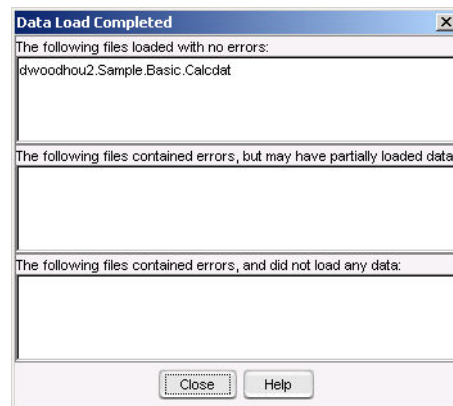 Data Load Completed
The following files loaded with no errors:
dwoodhou2.Sample.Basic.Calcdat
The following files contained errors, but may have partially loaded data
The following files contained errors, and did not load any data:
Close Help